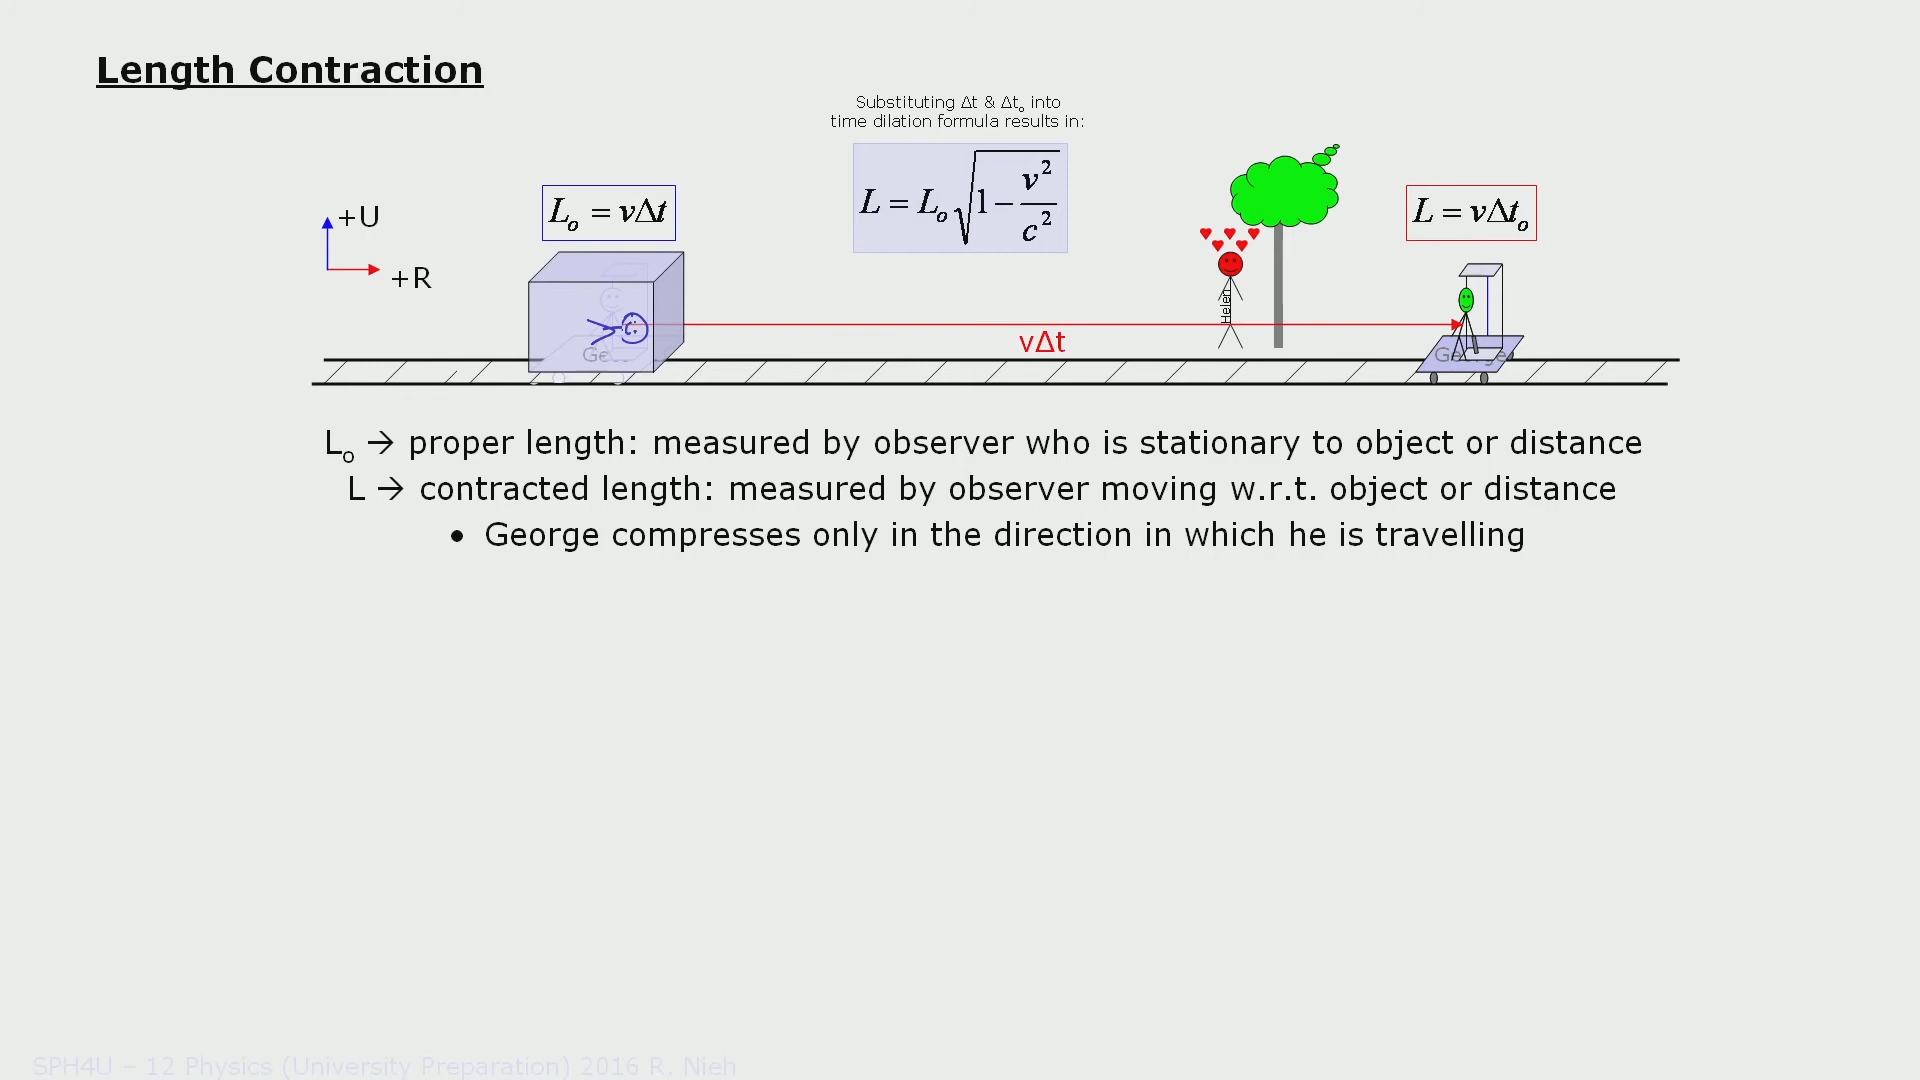 Length Contraction
Substituting Δt & Δtₒ into
time dilation formula results in:
+U
+R
Lₒ = vΔt
L = Lₒ√(1 − v²/c²)
L = vΔtₒ
Helen
vΔt
George
Lₒ → proper length: measured by observer who is stationary to object or distance
L → contracted length: measured by observer moving w.r.t. object or distance
• George compresses only in the direction in which he is travelling
SPH4U – 12 Physics (University Preparation) 2016 R. Nieh